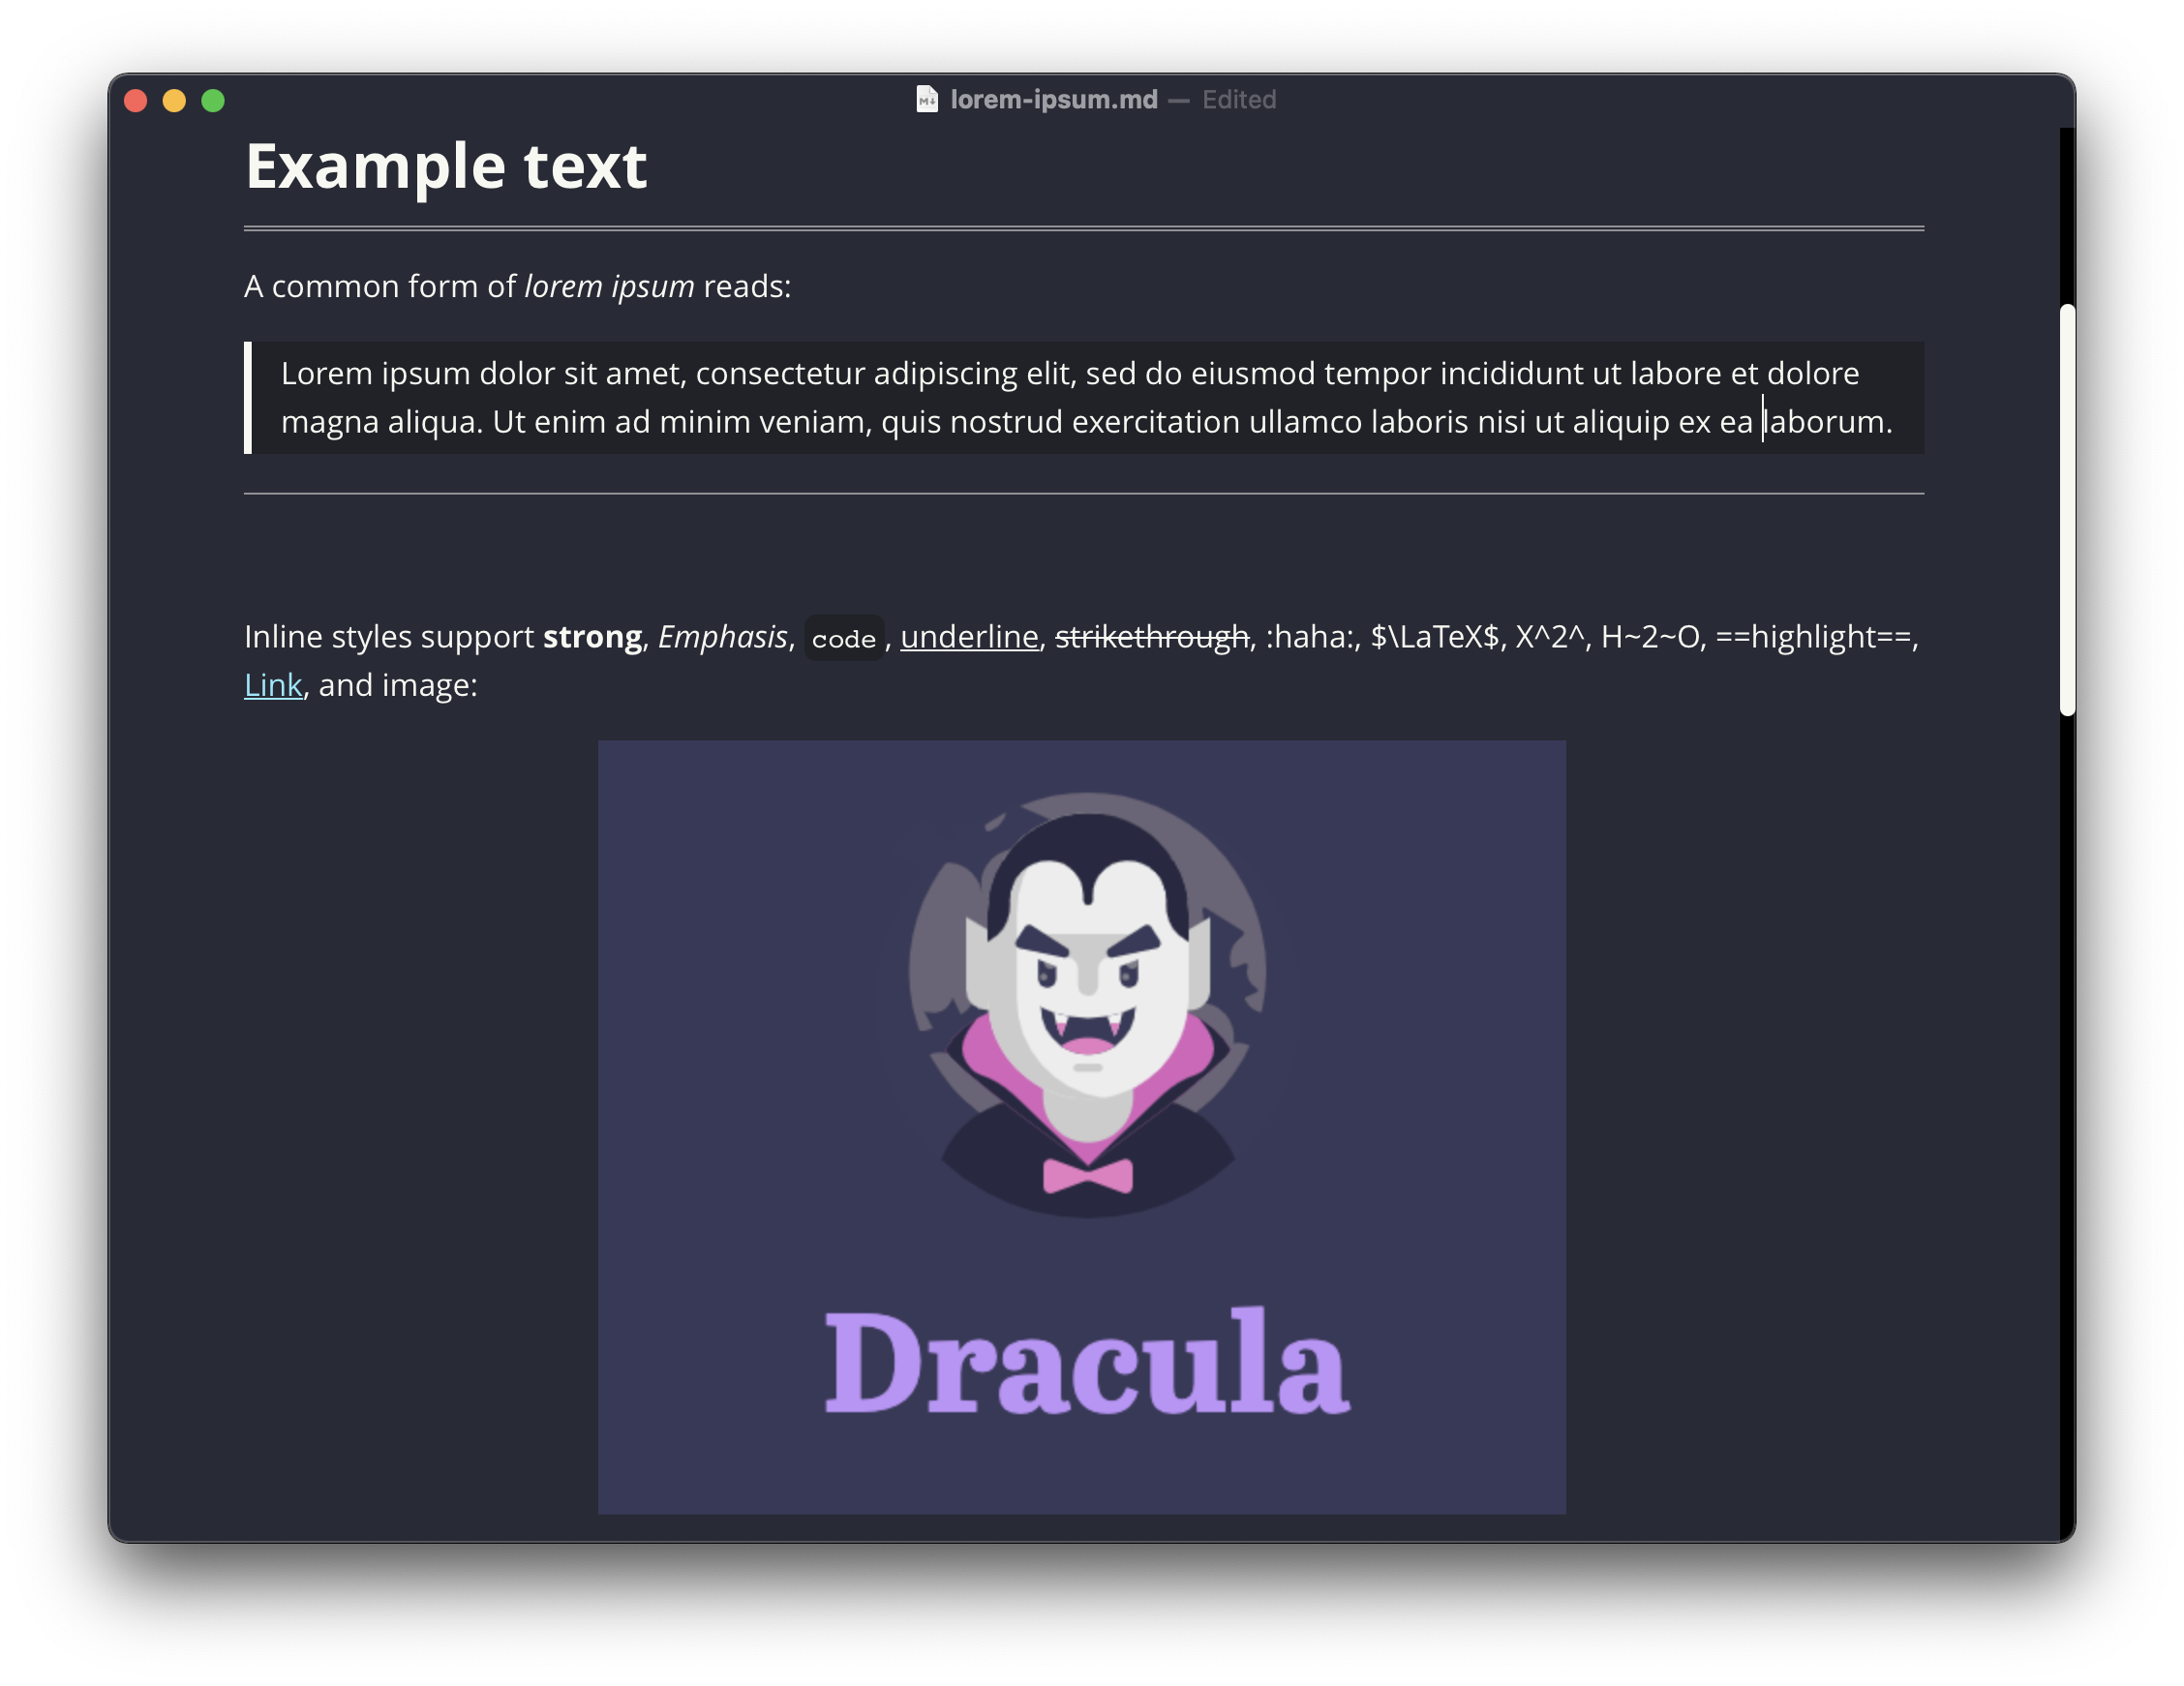 lorem-ipsum.md — Edited
Example text
A common form of lorem ipsum reads:
Lorem ipsum dolor sit amet, consectetur adipiscing elit, sed do eiusmod tempor incididunt ut labore et dolore
magna aliqua. Ut enim ad minim veniam, quis nostrud exercitation ullamco laboris nisi ut aliquip ex ea laborum.
Inline styles support strong, Emphasis, code, underline, strikethrough, :haha:, $\LaTeX$, X^2^, H~2~O, ==highlight==,
Link, and image:
Dracula